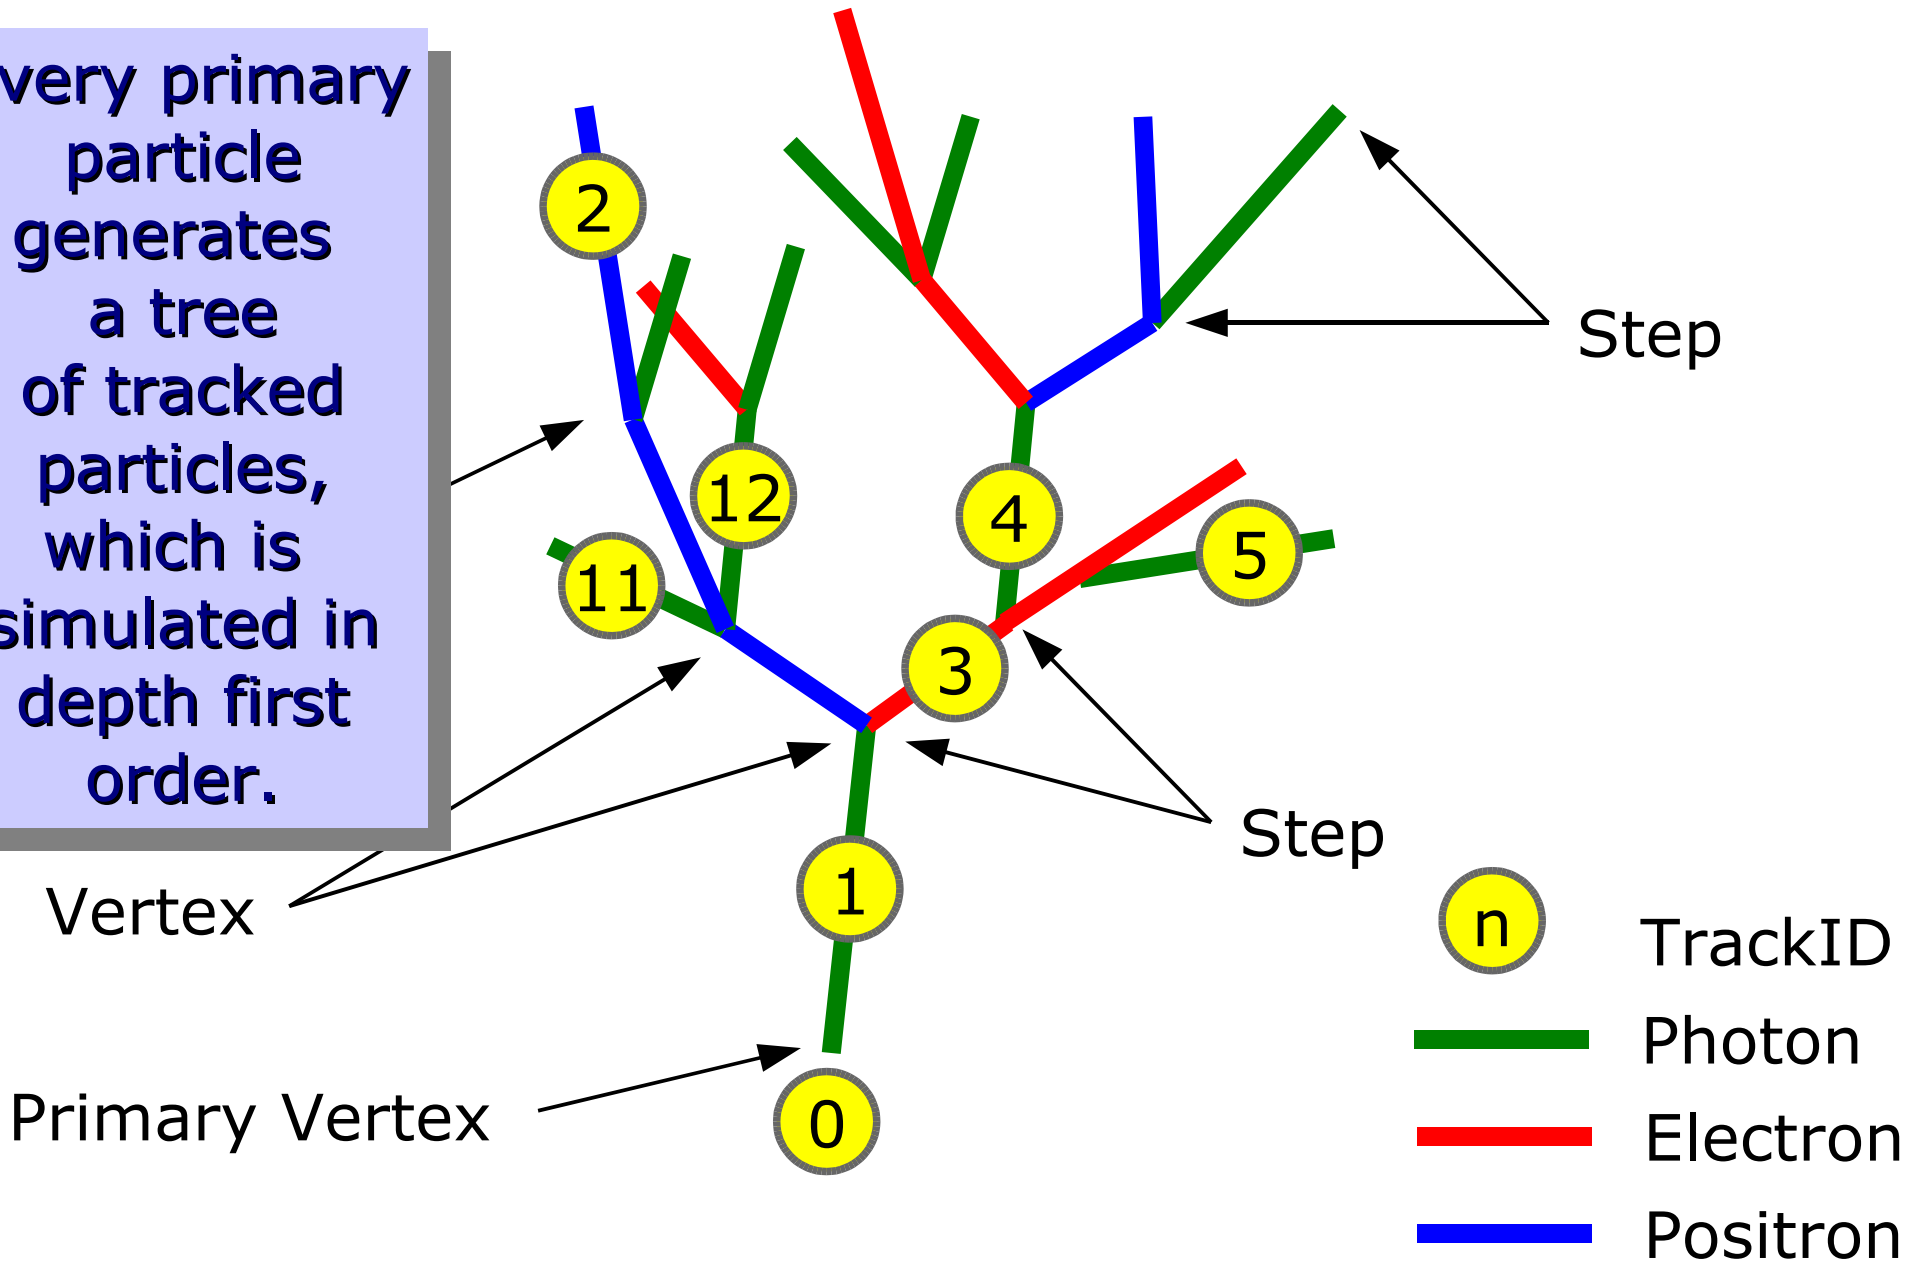 very primary
particle
generates
a tree
of tracked
particles,
which is
simulated in
depth first
order.
2
12
11
4
5
3
1
0
Step
Step
Vertex
Primary Vertex
n TrackID
Photon
Electron
Positron